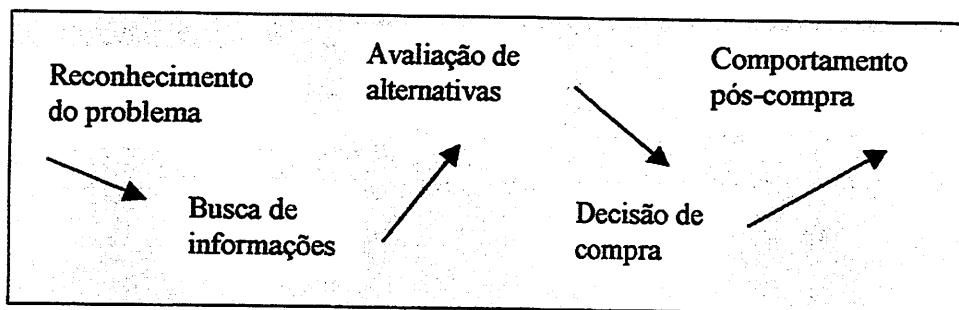 Reconhecimento
do problema
Busca de
informações
Avaliação de
alternativas
Decisão de
compra
Comportamento
pós-compra